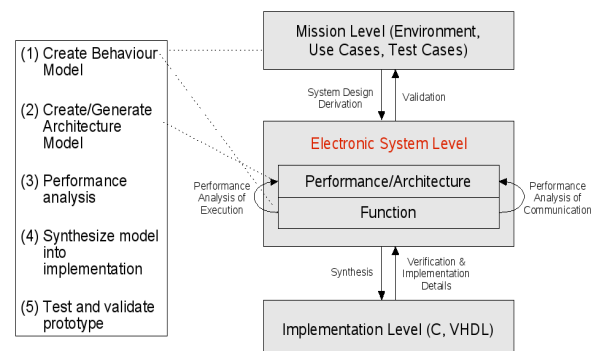 (1) Create Behaviour
Model
(2) Create/Generate
Architecture
Model
(3) Performance
analysis
(4) Synthesize model
into
implementation
(5) Test and validate
prototype
Mission Level (Environment,
Use Cases, Test Cases)
System Design
Derivation
Validation
Electronic System Level
Performance/Architecture
Function
Performance
Analysis of
Execution
Performance
Analysis of
Communication
Synthesis
Verification &
Implementation
Details
Implementation Level (C, VHDL)